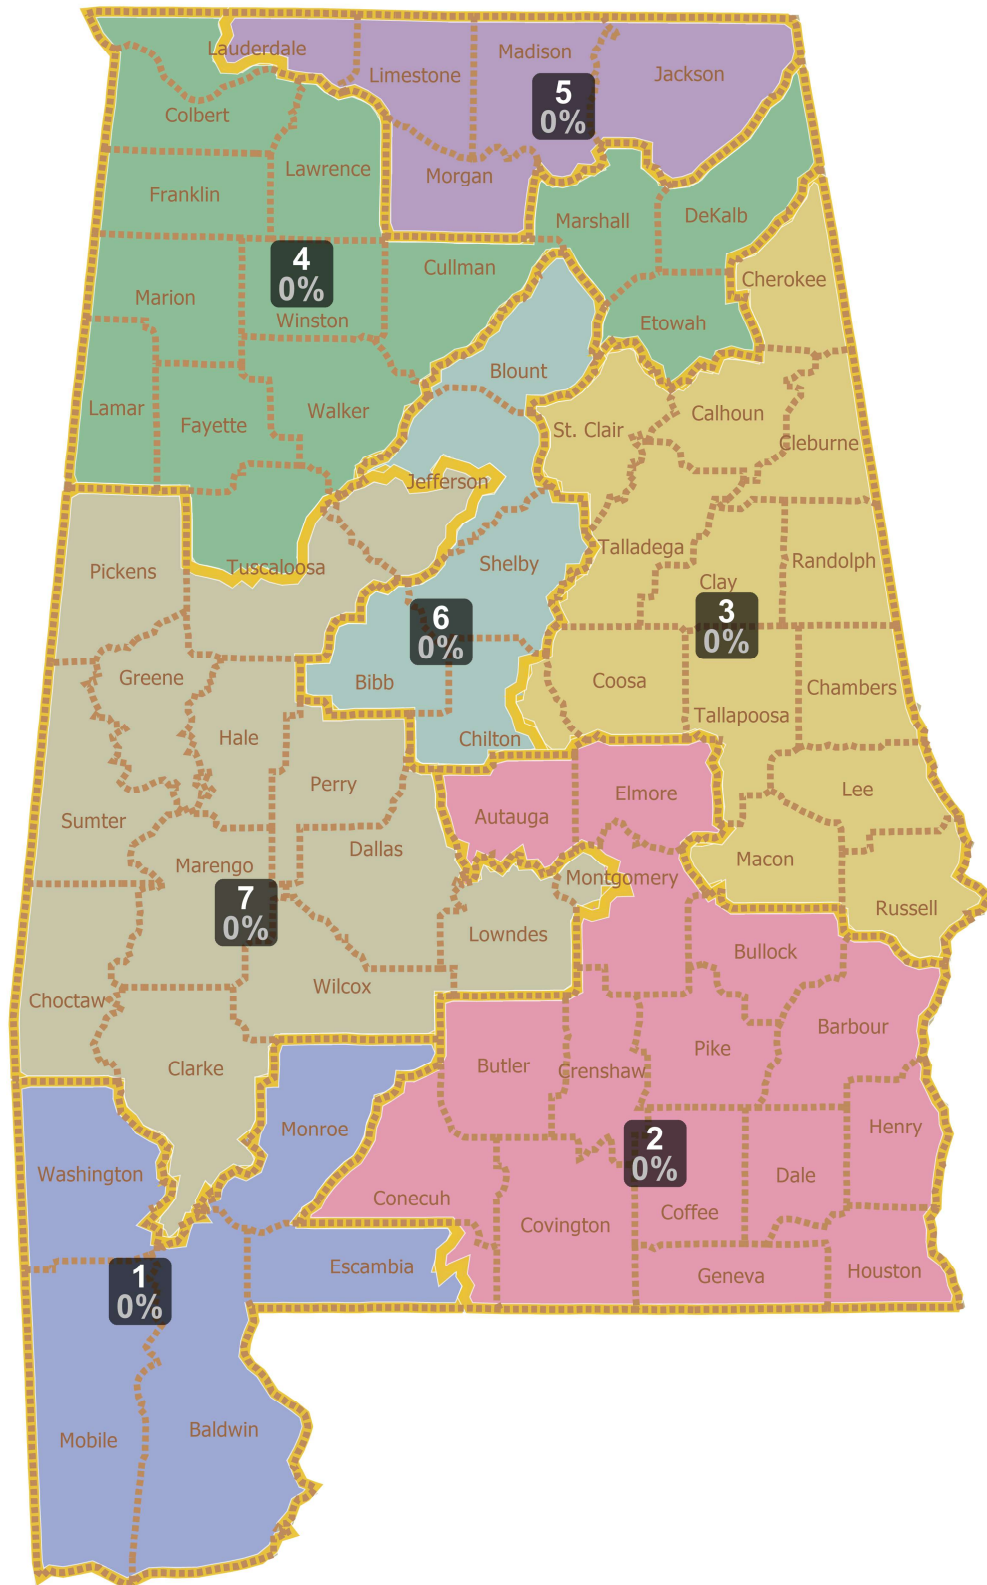 Lauderdale
Limestone
Madison
Jackson
5
0%
Colbert
Lawrence
Morgan
Franklin
Marshall
DeKalb
4
0%
Cullman
Cherokee
Marion
Winston
Etowah
Blount
Lamar
Fayette
Walker
St. Clair
Calhoun
Cleburne
Jefferson
Pickens
Tuscaloosa
Shelby
Talladega
Clay
Randolph
6
0%
3
0%
Greene
Bibb
Coosa
Chambers
Tallapoosa
Hale
Chilton
Perry
Elmore
Lee
Sumter
Autauga
Marengo
Dallas
Macon
Montgomery
7
0%
Russell
Lowndes
Bullock
Choctaw
Wilcox
Barbour
Clarke
Butler
Crenshaw
Pike
Monroe
Henry
2
0%
Washington
Conecuh
Dale
Covington
Coffee
1
0%
Escambia
Geneva
Houston
Mobile
Baldwin